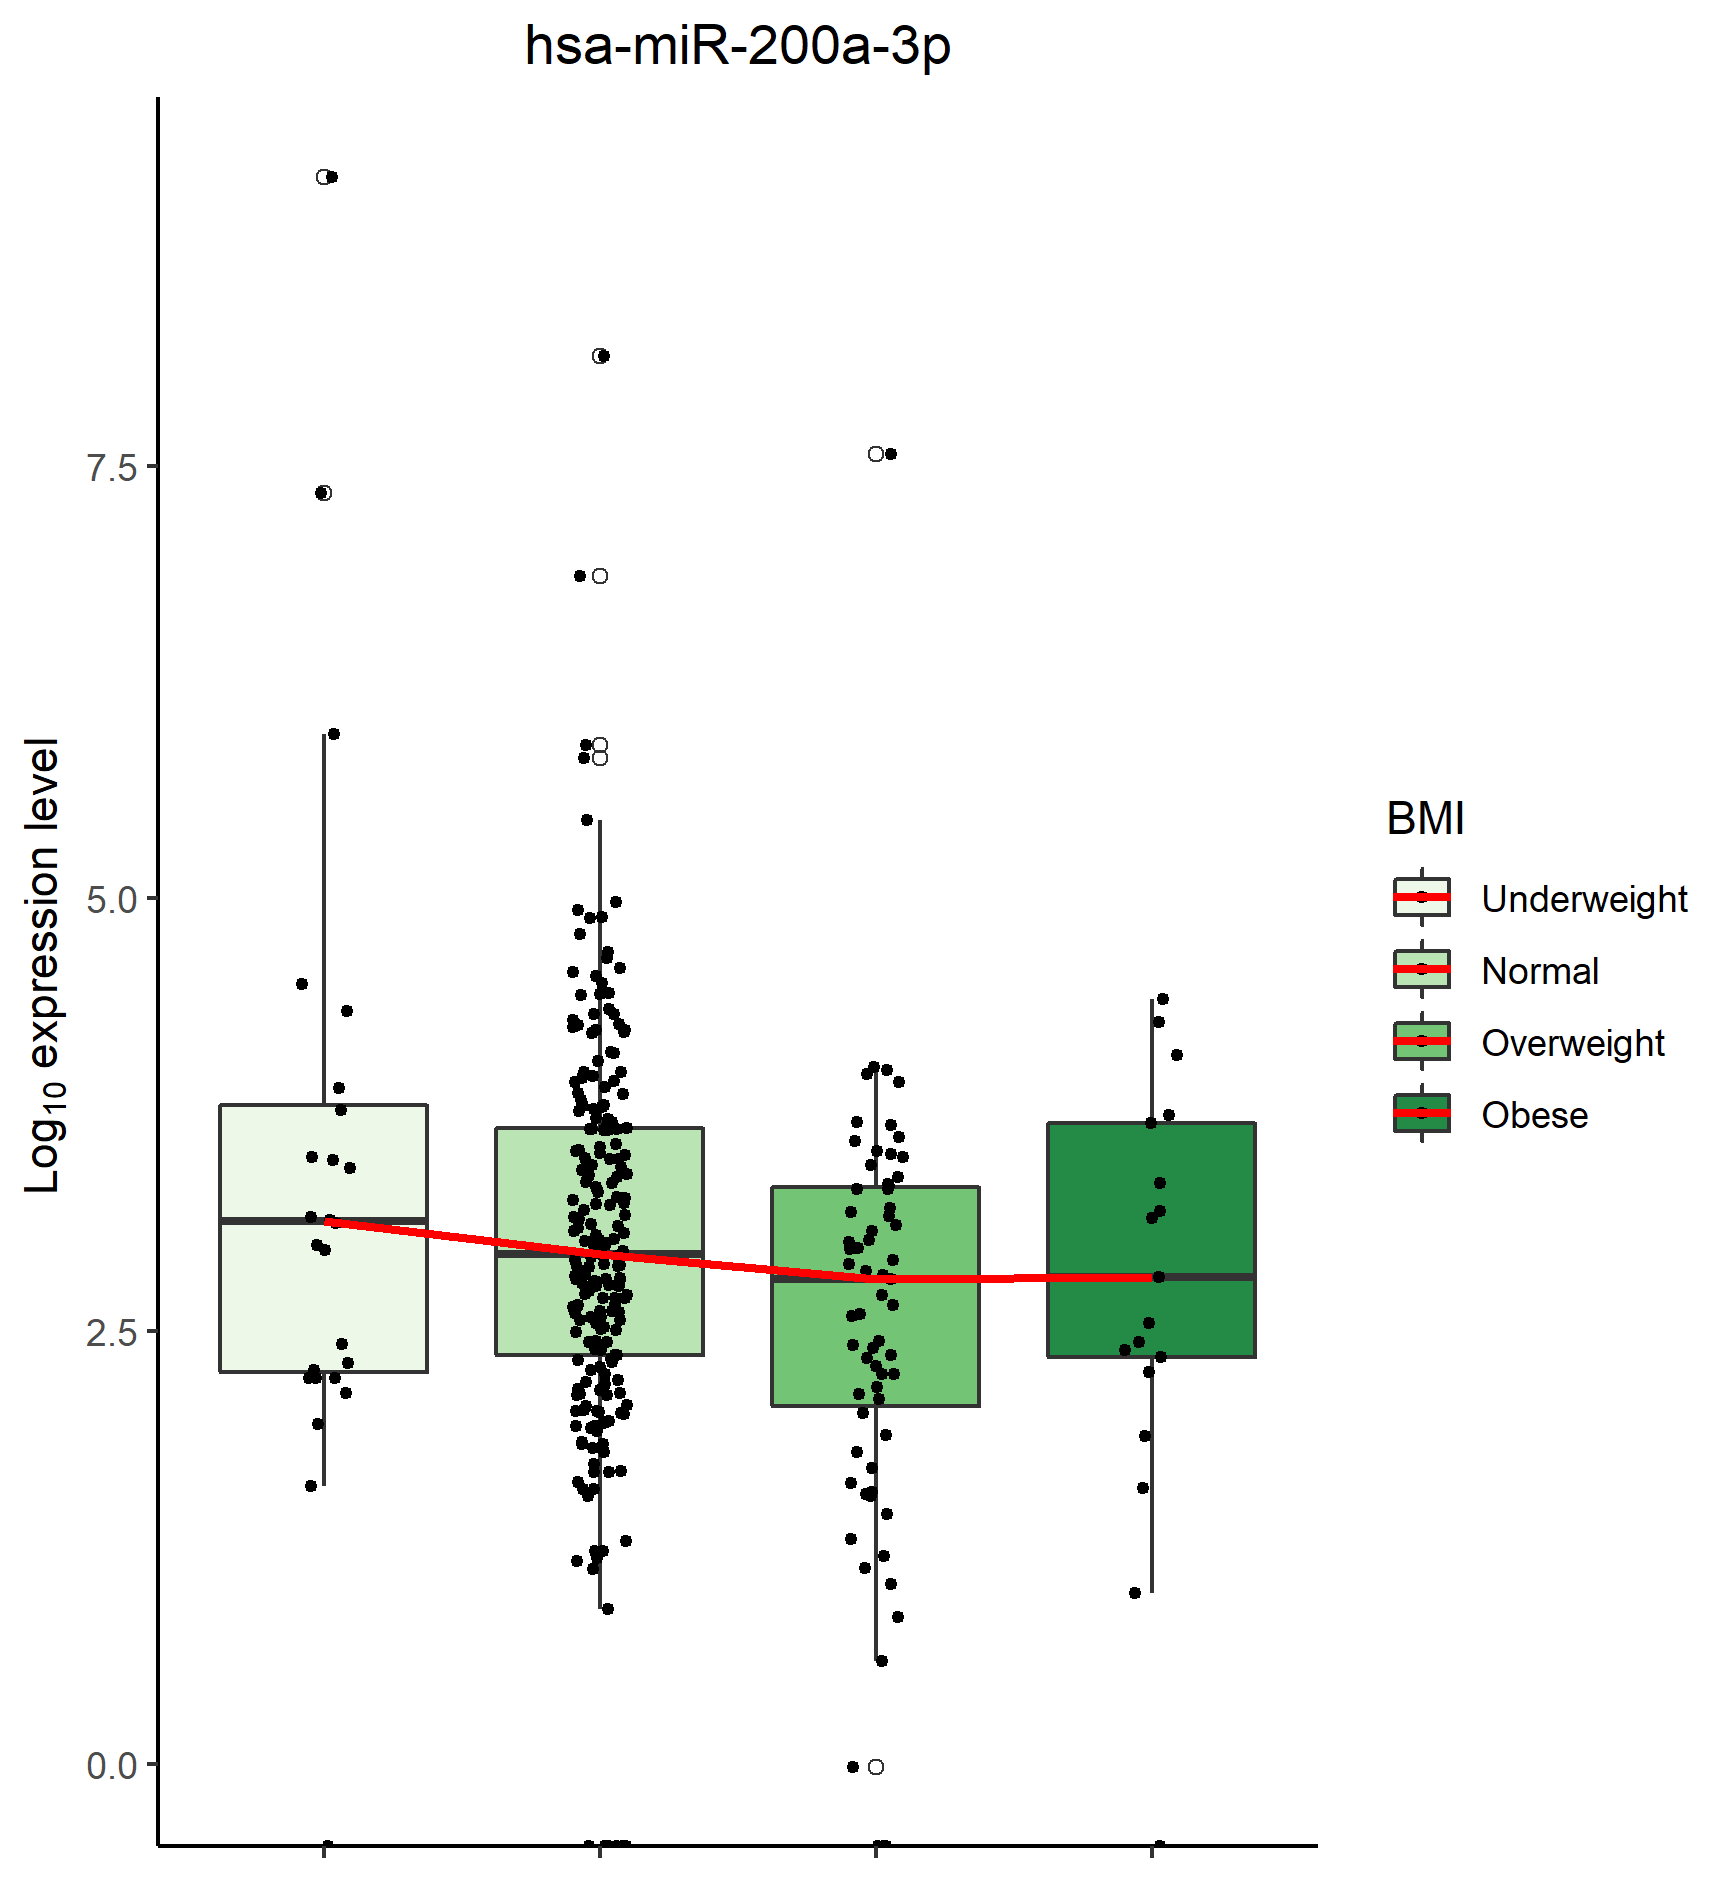 hsa-miR-200a-3p
Log10 expression level
7.5
5.0
2.5
0.0
BMI
Underweight
Normal
Overweight
Obese